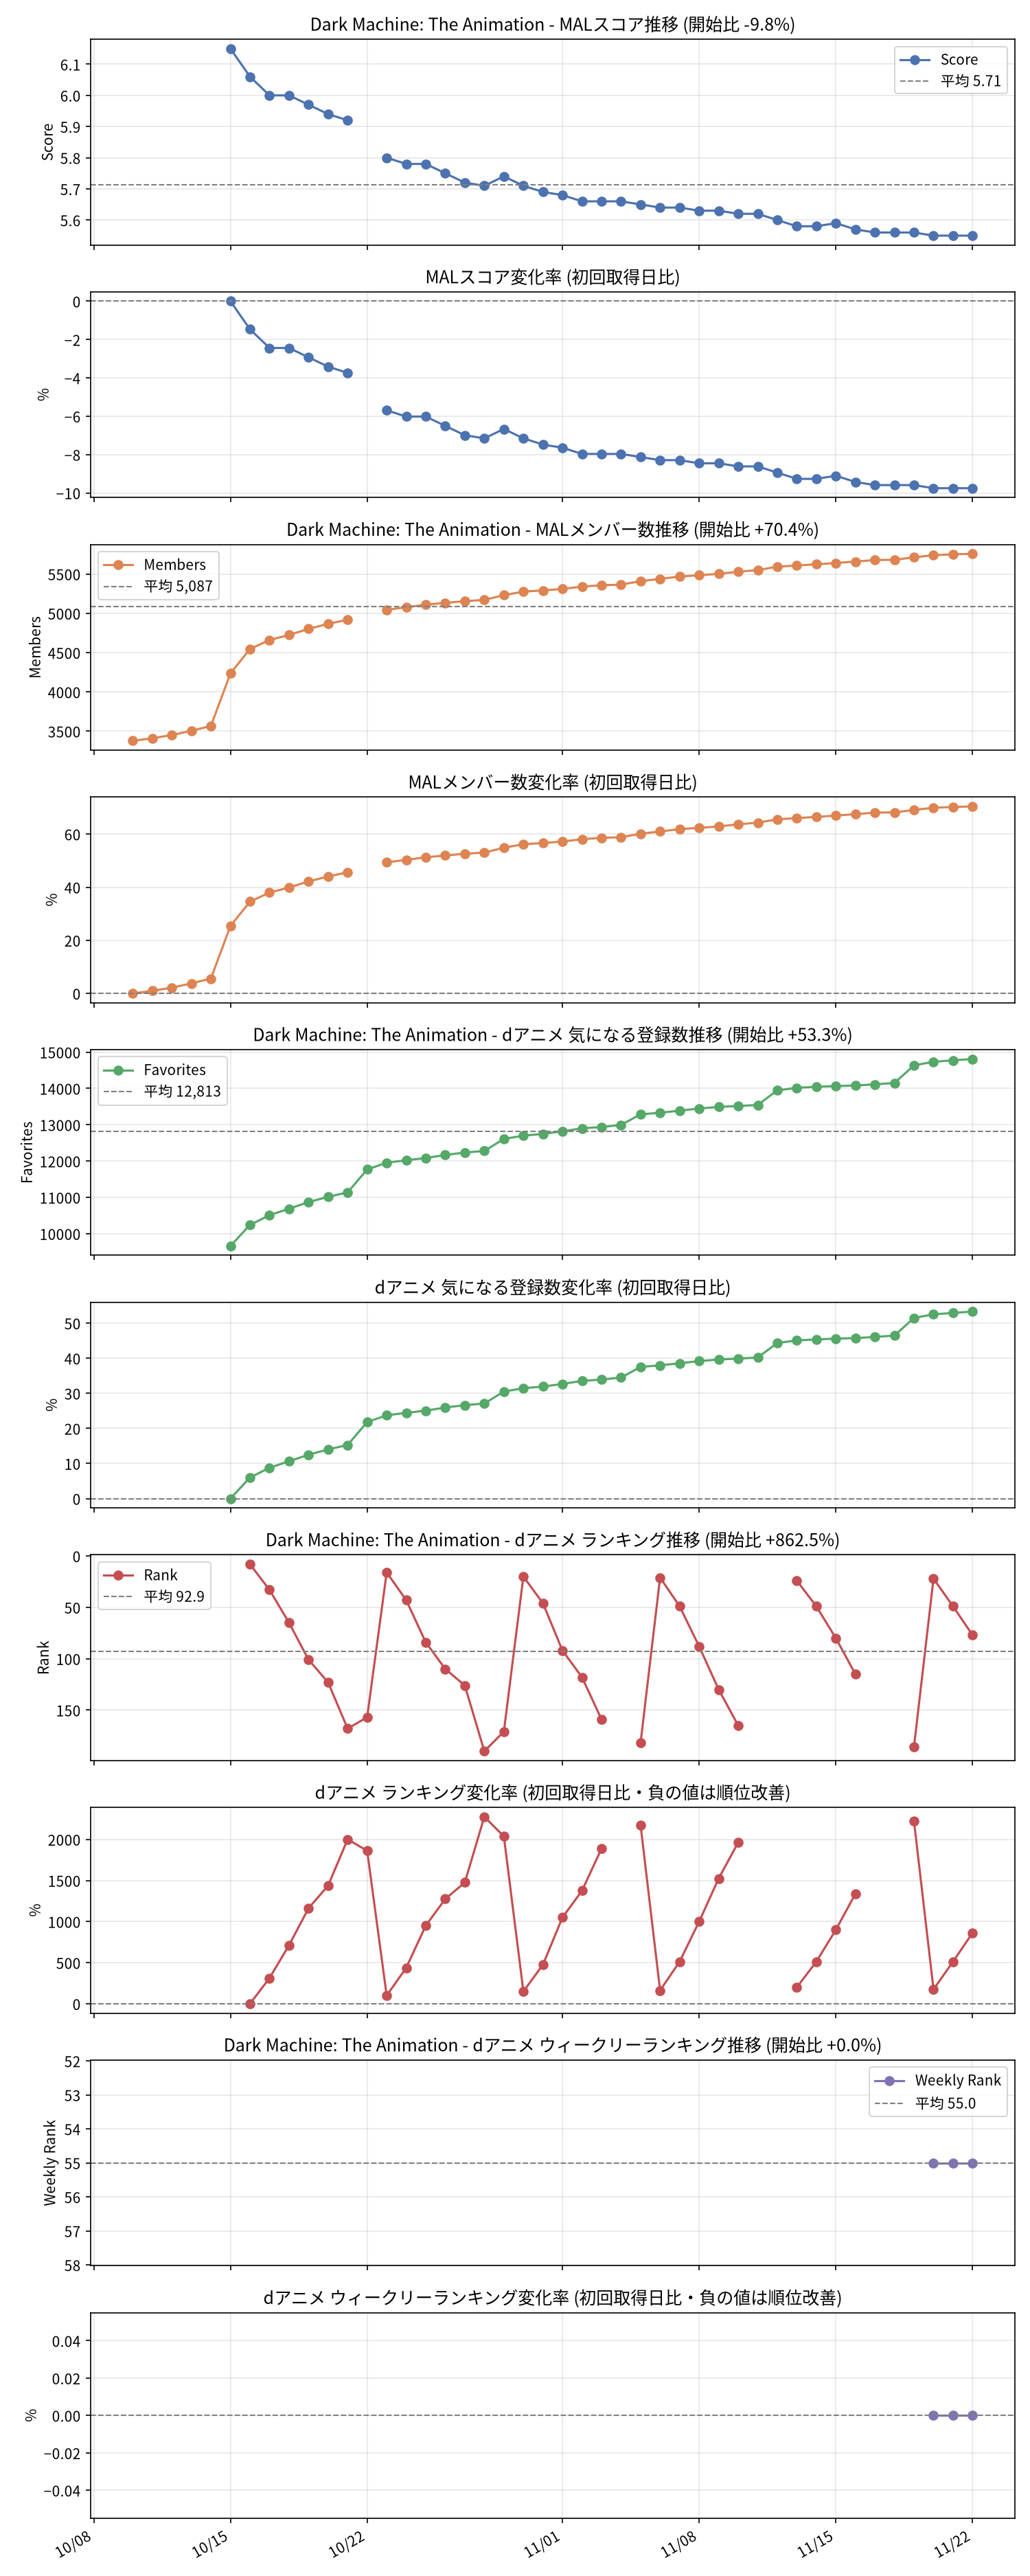 Dark Machine: The Animation - MALスコア推移 (開始比 -9.8%)
Score
6.1
6.0
5.9
5.8
5.7
5.6
Score
平均 5.71
MALスコア変化率 (初回取得日比)
%
0
−2
−4
−6
−8
−10
Dark Machine: The Animation - MALメンバー数推移 (開始比 +70.4%)
Members
5500
5000
4500
4000
3500
Members
平均 5,087
MALメンバー数変化率 (初回取得日比)
%
60
40
20
0
Dark Machine: The Animation - dアニメ 気になる登録数推移 (開始比 +53.3%)
Favorites
15000
14000
13000
12000
11000
10000
Favorites
平均 12,813
dアニメ 気になる登録数変化率 (初回取得日比)
%
50
40
30
20
10
0
Dark Machine: The Animation - dアニメ ランキング推移 (開始比 +862.5%)
Rank
0
50
100
150
Rank
平均 92.9
dアニメ ランキング変化率 (初回取得日比・負の値は順位改善)
%
2000
1500
1000
500
0
Dark Machine: The Animation - dアニメ ウィークリーランキング推移 (開始比 +0.0%)
Weekly Rank
52
53
54
55
56
57
58
Weekly Rank
平均 55.0
dアニメ ウィークリーランキング変化率 (初回取得日比・負の値は順位改善)
%
0.04
0.02
0.00
−0.02
−0.04
10/08
10/15
10/22
11/01
11/08
11/15
11/22